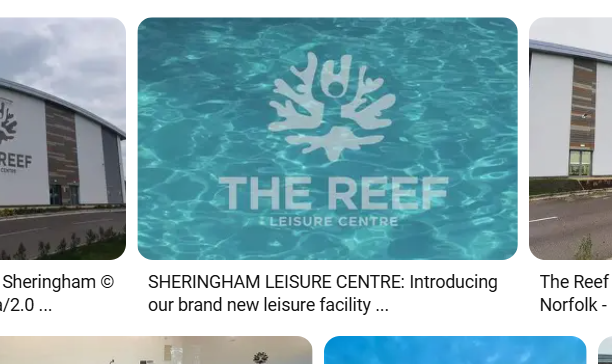 REEF
THE REEF
LEISURE CENTRE
Sheringham ©
/2.0 ...
SHERINGHAM LEISURE CENTRE: Introducing
our brand new leisure facility ...
The Reef
Norfolk -